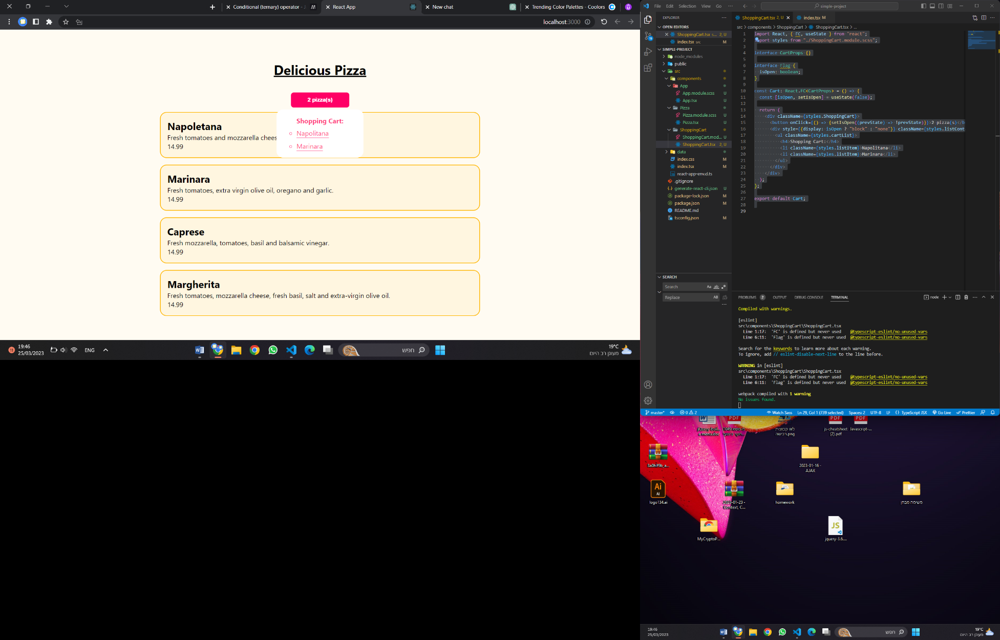 Conditional (ternary) operator - J
React App
New chat
Trending Color Palettes - Coolors
localhost:3000
Delicious Pizza
2 pizza(s)
Shopping Cart:
Napolitana
Marinara
Napoletana
Fresh tomatoes and mozzarella chees
14.99
Marinara
Fresh tomatoes, extra virgin olive oil, oregano and garlic.
14.99
Caprese
Fresh mozzarella, tomatoes, basil and balsamic vinegar.
14.99
Margherita
Fresh tomatoes, mozzarella cheese, fresh basil, salt and extra-virgin olive oil.
14.99
11
19:46
25/03/2023
ENG
חפש
19°C
מעונן רב היום
File Edit Selection View Go ···
simple-project
EXPLORER
OPEN EDITORS
ShoppingCart.tsx s... 2, U
index.tsx src M
SIMPLE-PROJECT
node_modules
public
src
components
App
App.module.scss U
App.tsx U
Pizza
Pizza.module.scss U
Pizza.tsx U
ShoppingCart
ShoppingCart.mod... U
ShoppingCart.tsx 2, U
data
index.css M
index.tsx M
react-app-env.d.ts
.gitignore
generate-react-cli.json U
package-lock.json M
package.json M
README.md
tsconfig.json M
SEARCH
Search
Replace
ShoppingCart.tsx 2, U
index.tsx M
src > components > ShoppingCart > ShoppingCart.tsx > ...
1 import React, { FC, useState } from "react";
2 port styles from "./ShoppingCart.module.scss";
3
4 interface CartProps {}
5
6 interface Flag {
7 isOpen: boolean;
8 }
9
10 const Cart: React.FC<CartProps> = () => {
11 const [isOpen, setIsOpen] = useState(false);
12
13 return (
14 <div className={styles.ShoppingCart}>
15 <button onClick={() => {setIsOpen((prevState) => !prevState)}}>2 pizza(s)</b
16 <div style={{display: isOpen ? "block" : "none"}} className={styles.listCont
17 <ul className={styles.cartList}>
18 <h4>Shopping Cart:</h4>
19 <li className={styles.listItem}>Napolitana</li>
20 <li className={styles.listItem}>Marinara</li>
21 </ul>
22 </div>
23 </div>
24 );
25 };
26
27 export default Cart;
28
29
PROBLEMS 2 OUTPUT DEBUG CONSOLE TERMINAL
node
Compiled with warnings.
[eslint]
src\components\ShoppingCart\ShoppingCart.tsx
Line 1:17: 'FC' is defined but never used @typescript-eslint/no-unused-vars
Line 6:11: 'Flag' is defined but never used @typescript-eslint/no-unused-vars
Search for the keywords to learn more about each warning.
To ignore, add // eslint-disable-next-line to the line before.
WARNING in [eslint]
src\components\ShoppingCart\ShoppingCart.tsx
Line 1:17: 'FC' is defined but never used @typescript-eslint/no-unused-vars
Line 6:11: 'Flag' is defined but never used @typescript-eslint/no-unused-vars
webpack compiled with 1 warning
No issues found.
master* 0 2 Watch Sass Ln 29, Col 1 (739 selected) Spaces: 2 UTF-8 LF {} TypeScript JSX Go Live Prettier
PDF
PDF
PDF
jQuery-buil...
a menu.doc
לוגו קבוצות
רכישה.png
js-cheatsheet
(2).pdf
Javascript-...
2023-01-16 -
AJAX
Ai
AI
logo134.ai
2023-01-23 -
Context, C...
homework
משימה מבחן
MyCryptoP...
JS
jquery-3.6....
19:46
25/03/2023
חפש
19°C
מעונן רב היום